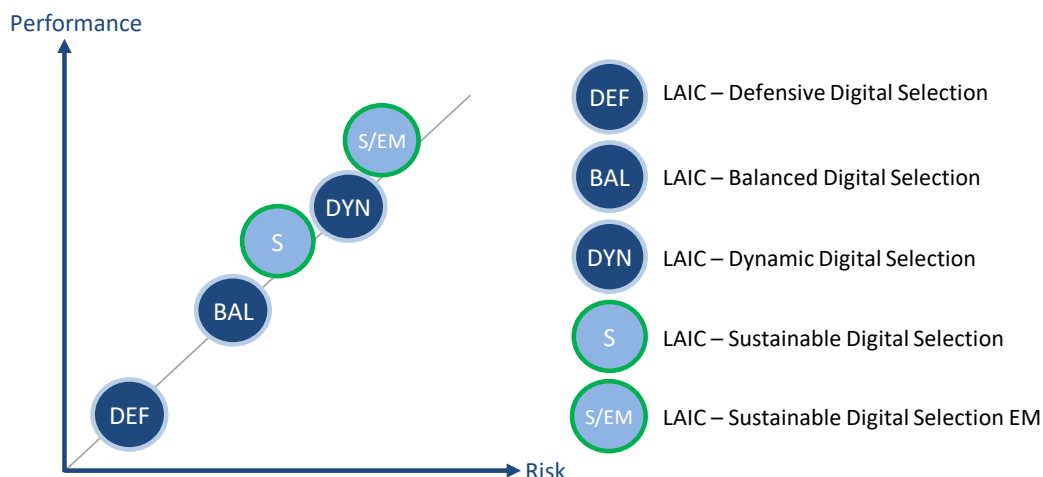 Performance
S/EM
DYN
S
BAL
DEF
Risk
DEF LAIC – Defensive Digital Selection
BAL LAIC – Balanced Digital Selection
DYN LAIC – Dynamic Digital Selection
S LAIC – Sustainable Digital Selection
S/EM LAIC – Sustainable Digital Selection EM